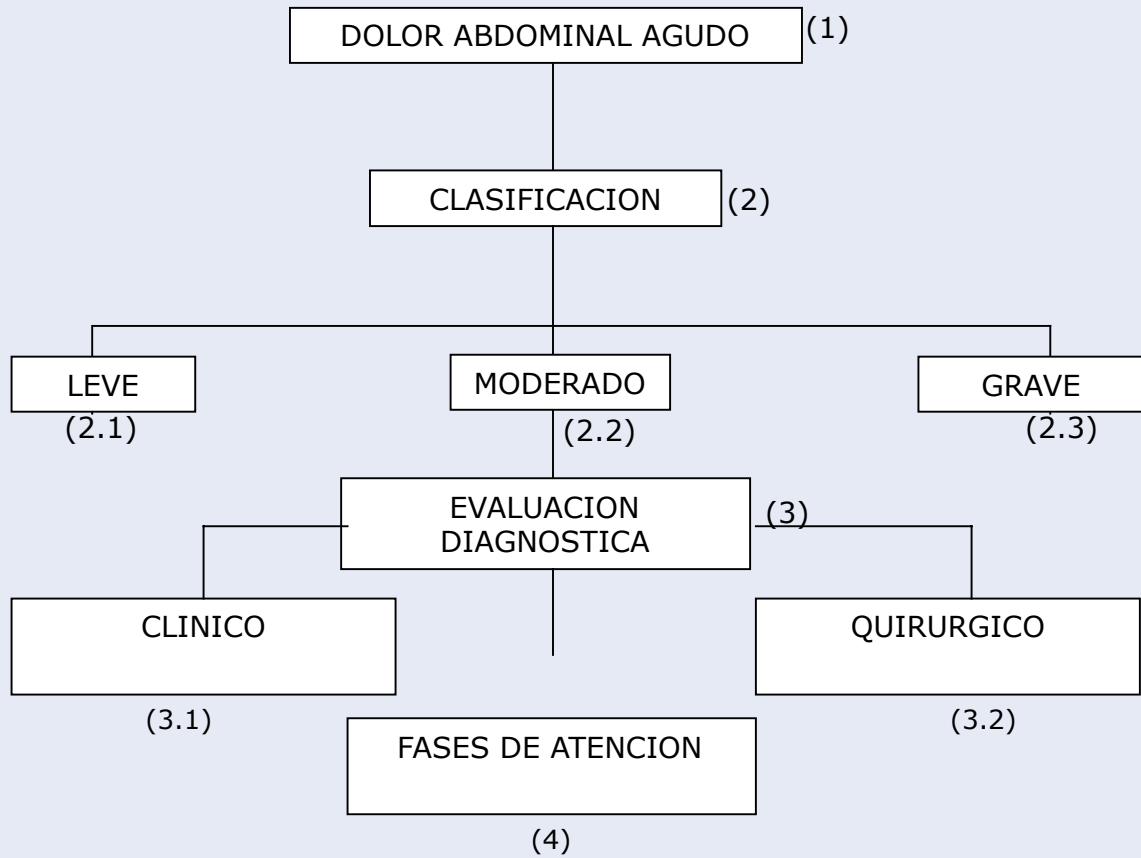 DOLOR ABDOMINAL AGUDO (1)
CLASIFICACION (2)
LEVE
(2.1)
MODERADO
(2.2)
GRAVE
(2.3)
EVALUACION
DIAGNOSTICA
(3)
CLINICO
(3.1)
QUIRURGICO
(3.2)
FASES DE ATENCION
(4)